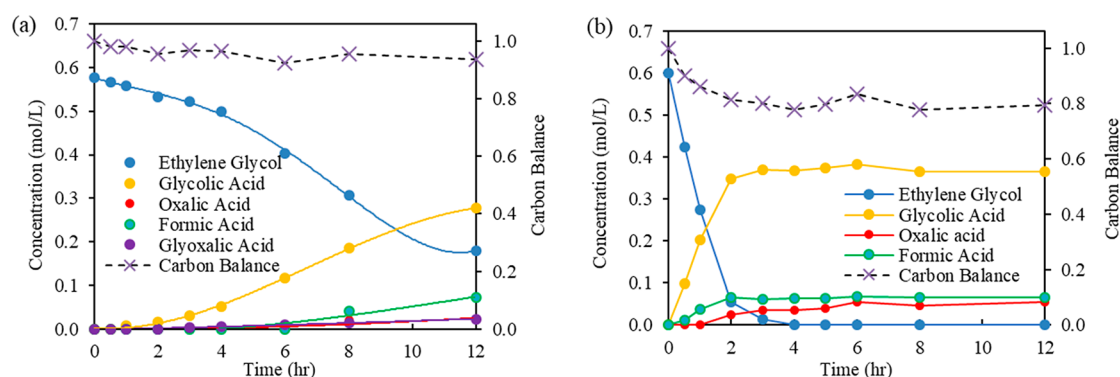 (a)
0.7
0.6
0.5
0.4
0.3
0.2
0.1
0.0
Concentration (mol/L)
1.0
0.8
0.6
0.4
0.2
0.0
Carbon Balance
Ethylene Glycol
Glycolic Acid
Oxalic Acid
Formic Acid
Glyoxalic Acid
Carbon Balance
0 2 4 6 8 10 12
Time (hr)
(b)
0.7
0.6
0.5
0.4
0.3
0.2
0.1
0.0
Concentration (mol/L)
1.0
0.8
0.6
0.4
0.2
0.0
Carbon Balance
Ethylene Glycol
Glycolic Acid
Oxalic acid
Formic Acid
Carbon Balance
0 2 4 6 8 10 12
Time (hr)